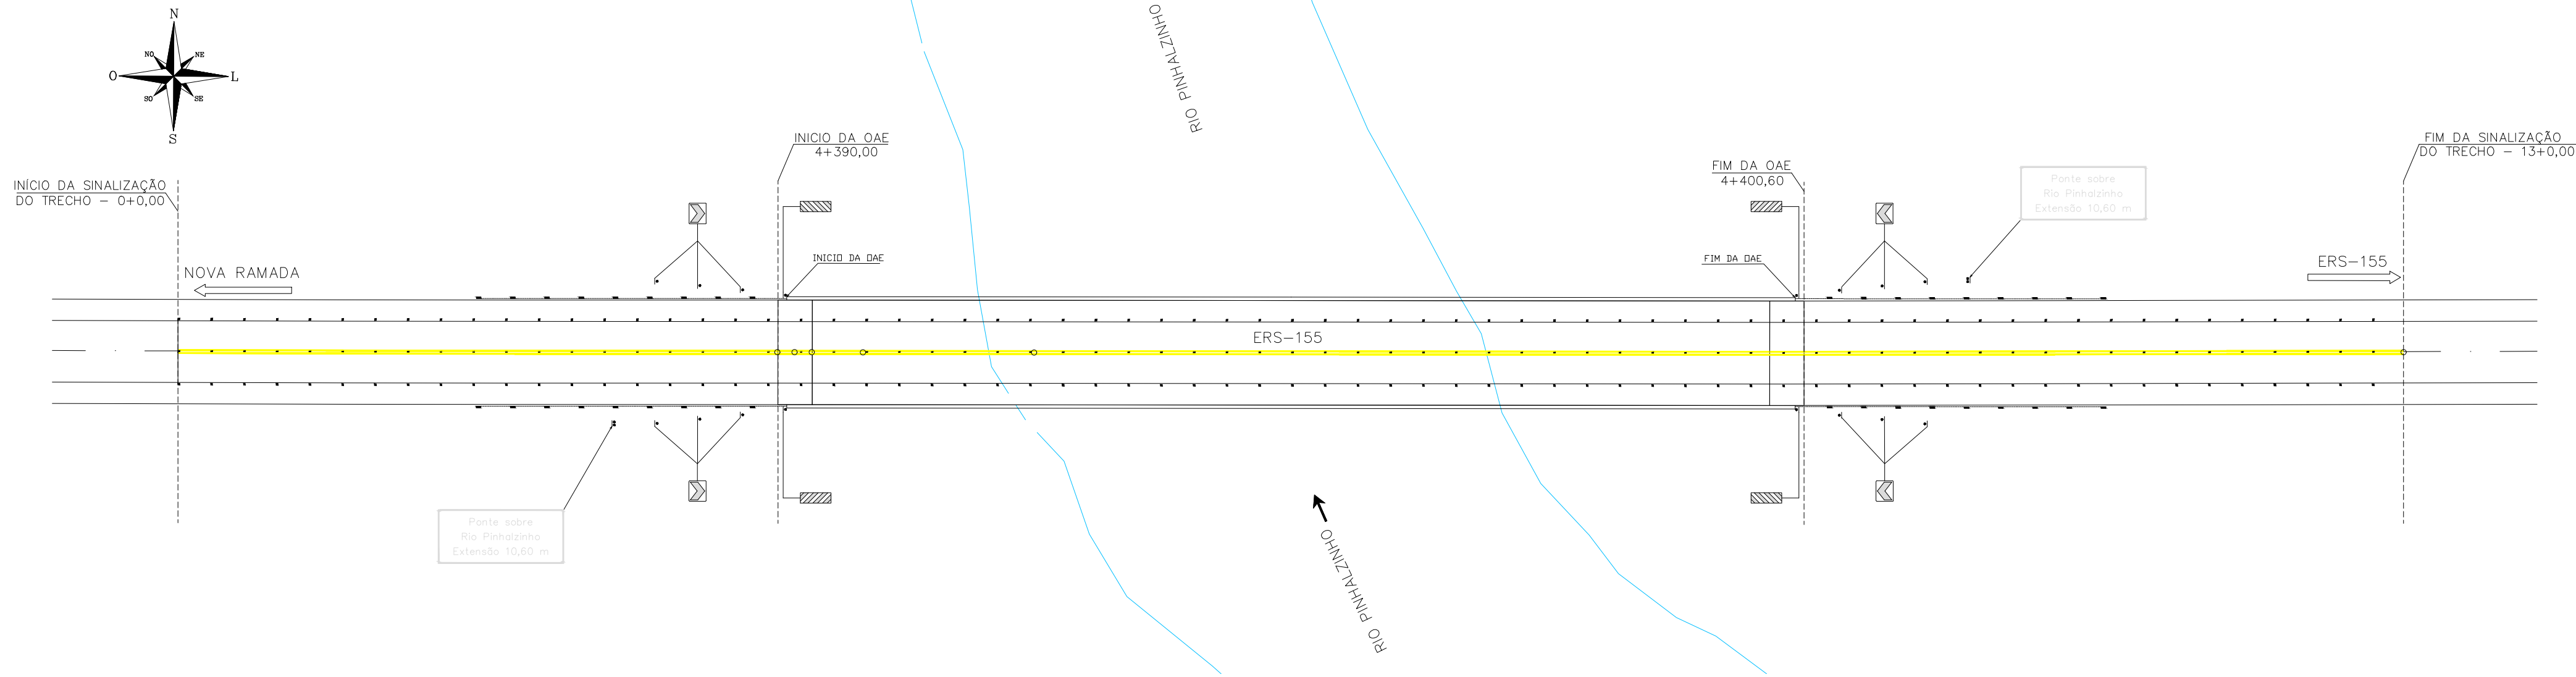 N
NO
NE
O
L
SO
SE
S
RIO PINHALZINHO
INICIO DA OAE
4+390,00
FIM DA SINALIZAÇÃO
DO TRECHO - 13+0,00
FIM DA OAE
4+400,60
INÍCIO DA SINALIZAÇÃO
DO TRECHO - 0+0,00
Ponte sobre
Rio Pinhalzinho
Extensão 10,60 m
INICIO DA OAE
FIM DA OAE
NOVA RAMADA
ERS-155
ERS-155
Ponte sobre
Rio Pinhalzinho
Extensão 10,60 m
RIO PINHALZINHO